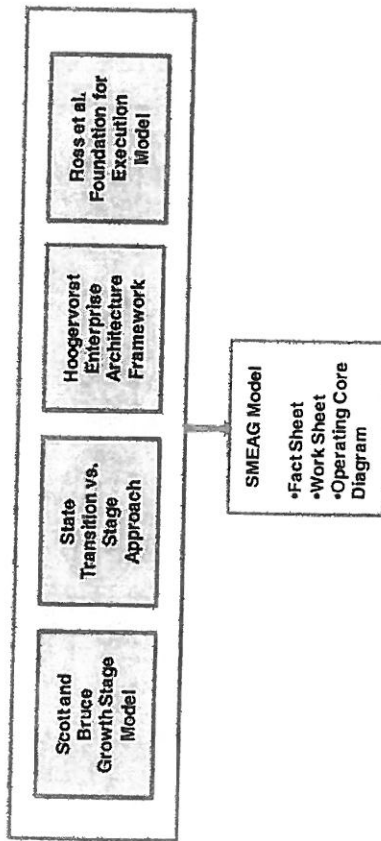 Scott and
Bruce
Growth Stage
Model
State
Transition vs.
Stage
Approach
Hoogervorst
Enterprise
Architecture
Framework
Ross et al.
Foundation for
Execution
Model
SMEAG Model
•Fact Sheet
•Work Sheet
•Operating Core
Diagram